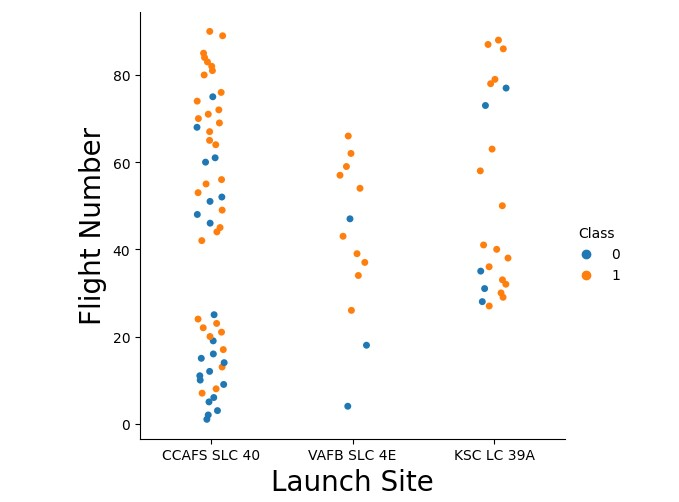 80
60
40
20
0
Flight Number
CCAFS SLC 40
VAFB SLC 4E
KSC LC 39A
Launch Site
Class
0
1